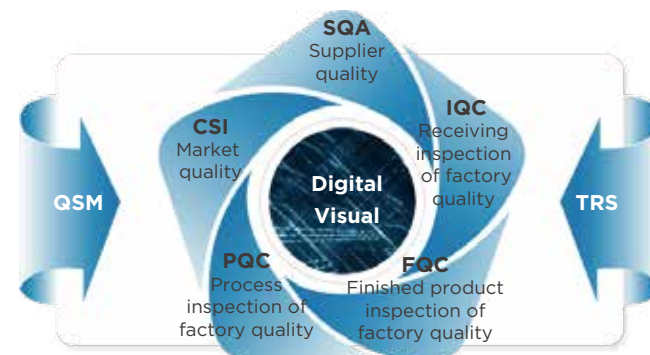 SQA
Supplier
quality
IQC
Receiving
inspection
of factory
quality
CSI
Market
quality
Digital
Visual
QSM
TRS
PQC
Process
inspection of
factory quality
FQC
Finished product
inspection of
factory quality